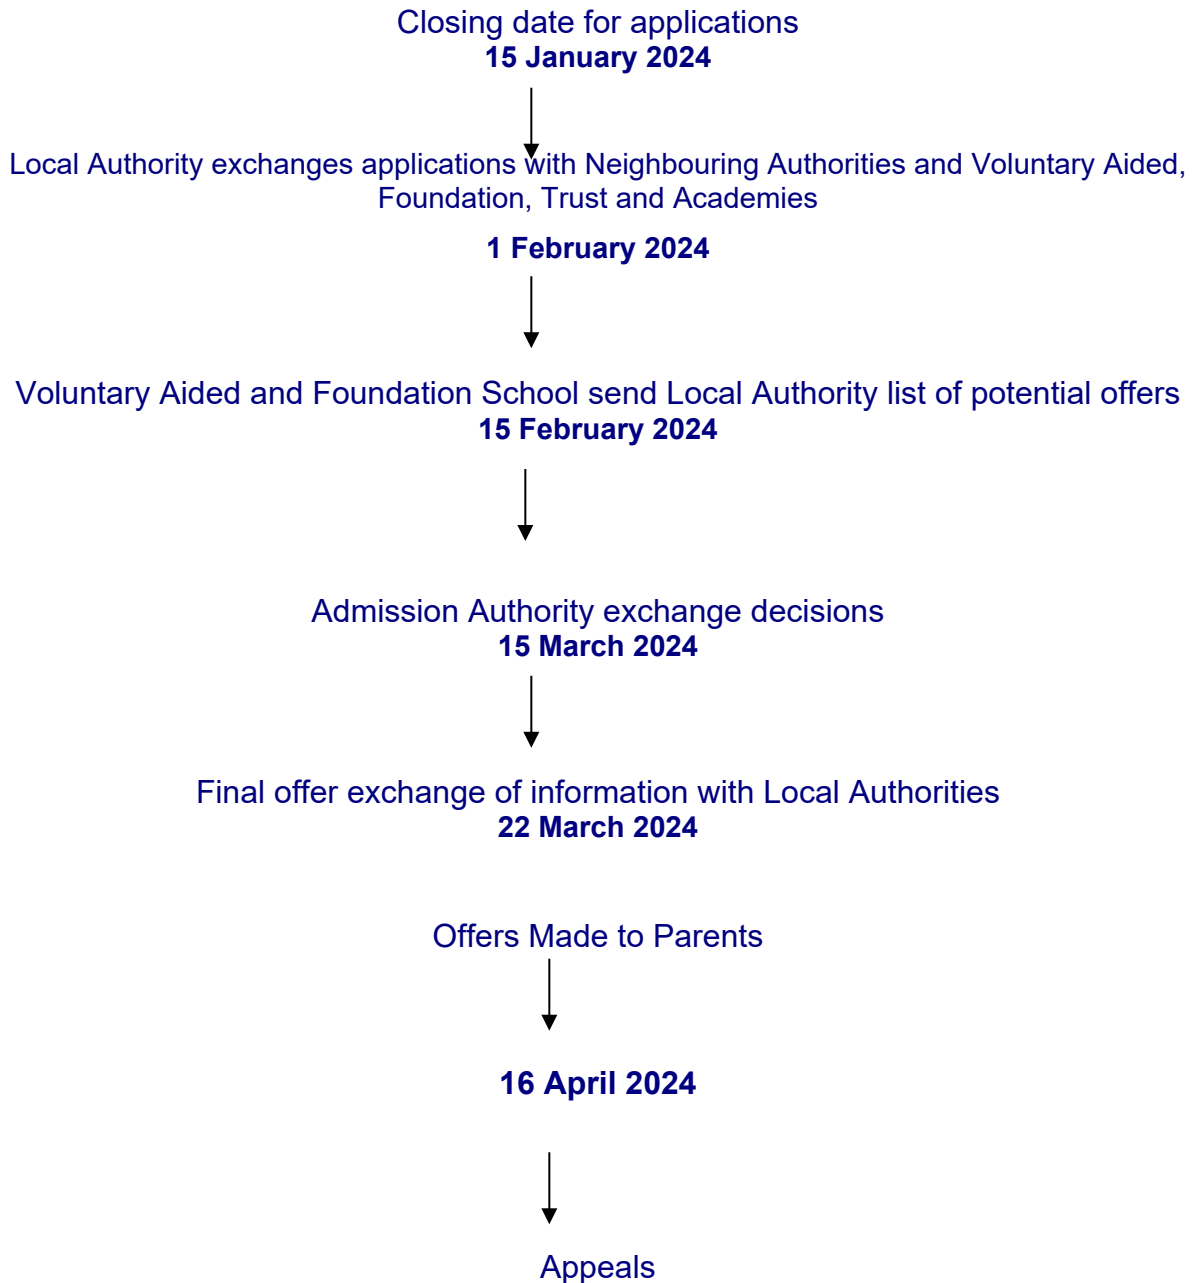 Closing date for applications
15 January 2024
Local Authority exchanges applications with Neighbouring Authorities and Voluntary Aided,
Foundation, Trust and Academies
1 February 2024
Voluntary Aided and Foundation School send Local Authority list of potential offers
15 February 2024
Admission Authority exchange decisions
15 March 2024
Final offer exchange of information with Local Authorities
22 March 2024
Offers Made to Parents
16 April 2024
Appeals